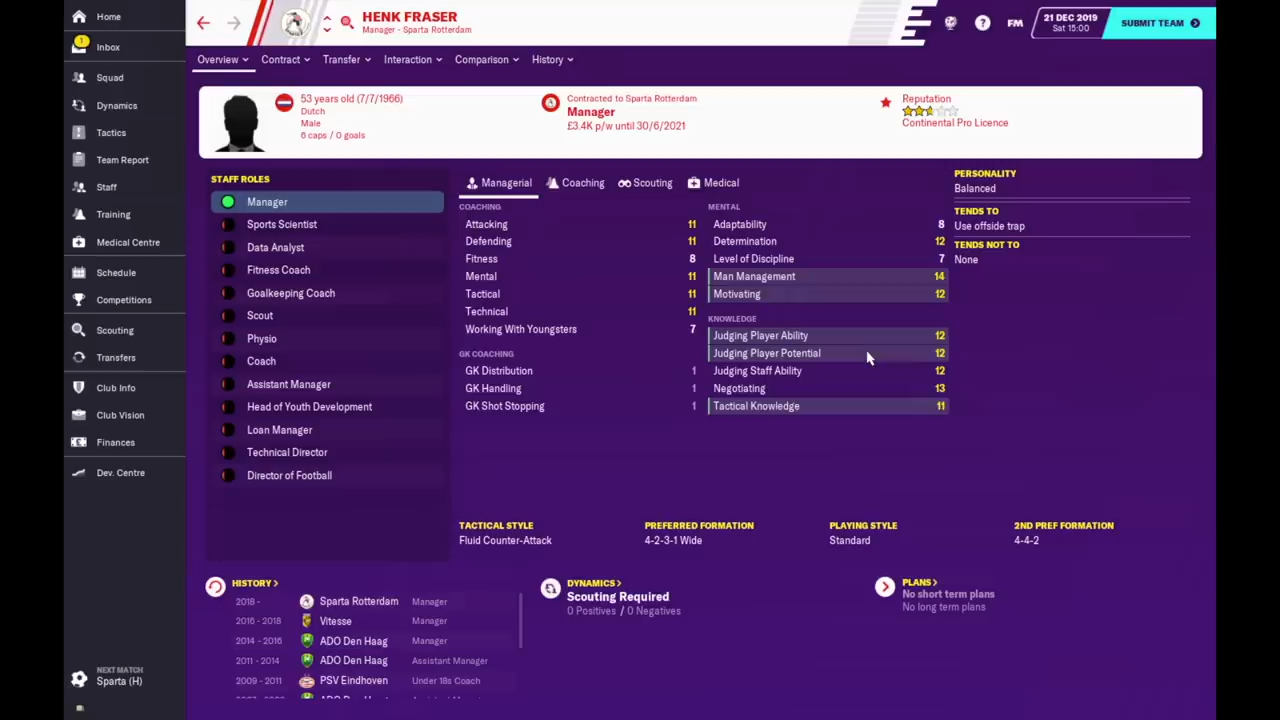 Home
1
Inbox
Squad
Dynamics
Tactics
Team Report
Staff
Training
Medical Centre
Schedule
Competitions
Scouting
Transfers
Club Info
Club Vision
Finances
Dev. Centre
NEXT MATCH
Sparta (H)
HENK FRASER
Manager - Sparta Rotterdam
?
FM
21 DEC 2019
Sat 15:00
SUBMIT TEAM
Overview
Contract
Transfer
Interaction
Comparison
History
53 years old (7/7/1966)
Dutch
Male
6 caps / 0 goals
Contracted to Sparta Rotterdam
Manager
£3.4K p/w until 30/6/2021
Reputation
Continental Pro Licence
STAFF ROLES
Manager
Sports Scientist
Data Analyst
Fitness Coach
Goalkeeping Coach
Scout
Physio
Coach
Assistant Manager
Head of Youth Development
Loan Manager
Technical Director
Director of Football
Managerial
Coaching
Scouting
Medical
COACHING
Attacking 11
Defending 11
Fitness 8
Mental 11
Tactical 11
Technical 11
Working With Youngsters 7
GK COACHING
GK Distribution 1
GK Handling 1
GK Shot Stopping 1
MENTAL
Adaptability 8
Determination 12
Level of Discipline 7
Man Management 14
Motivating 12
KNOWLEDGE
Judging Player Ability 12
Judging Player Potential 12
Judging Staff Ability 12
Negotiating 13
Tactical Knowledge 11
PERSONALITY
Balanced
TENDS TO
Use offside trap
TENDS NOT TO
None
TACTICAL STYLE
Fluid Counter-Attack
PREFERRED FORMATION
4-2-3-1 Wide
PLAYING STYLE
Standard
2ND PREF FORMATION
4-4-2
HISTORY >
2018 - Sparta Rotterdam Manager
2016 - 2018 Vitesse Manager
2014 - 2016 ADO Den Haag Manager
2011 - 2014 ADO Den Haag Assistant Manager
2009 - 2011 PSV Eindhoven Under 18s Coach
DYNAMICS >
Scouting Required
0 Positives / 0 Negatives
PLANS >
No short term plans
No long term plans